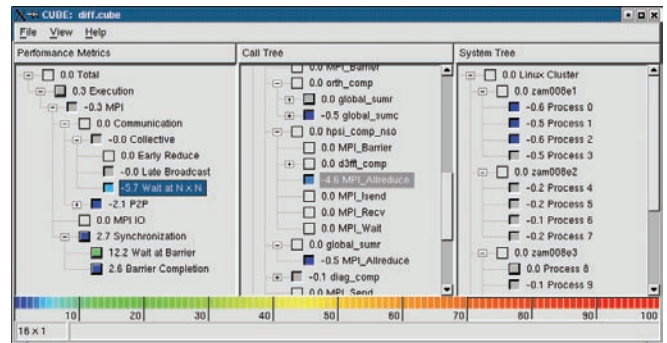 CUBE: diff.cube
File View Help
Performance Metrics
0.0 Total
0.3 Execution
-0.3 MPI
0.0 Communication
-0.0 Collective
0.0 Early Reduce
-0.0 Late Broadcast
-5.7 Wait at N x N
-2.1 P2P
0.0 MPI IO
2.7 Synchronization
12.2 Wait at Barrier
2.6 Barrier Completion
Call Tree
0.0 MPI_Barrier
0.0 orth_comp
0.0 global_sumr
-0.5 global_sumc
0.0 hpsi_comp_nso
0.0 MPI_Barrier
0.0 d3fft_comp
-4.6 MPI_Allreduce
0.0 MPI_Isend
0.0 MPI_Recv
0.0 MPI_Wait
0.0 global_sumr
-0.5 MPI_Allreduce
-0.1 diag_comp
0.0 MPI_Send
System Tree
0.0 Linux Cluster
0.0 zam008e1
-0.6 Process 0
-0.5 Process 1
-0.6 Process 2
-0.5 Process 3
0.0 zam008e2
-0.2 Process 4
-0.2 Process 5
-0.1 Process 6
-0.2 Process 7
0.0 zam008e3
0.0 Process 8
-0.1 Process 9
10 20 30 40 50 60 70 80 90 100
16 x 1